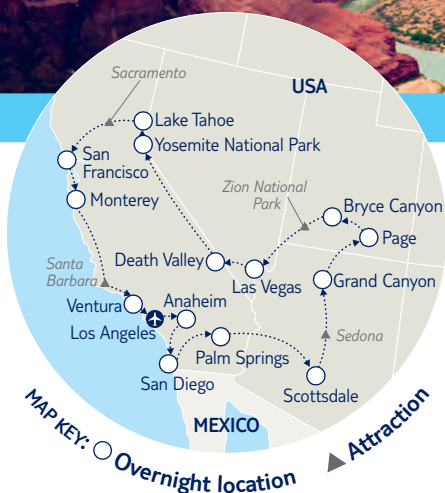 Sacramento
USA
Lake Tahoe
Yosemite National Park
San
Francisco
Monterey
Zion National
Park
Bryce Canyon
Page
Death Valley
Las Vegas
Grand Canyon
Santa
Barbara
Ventura
Anaheim
Los Angeles
Palm Springs
Sedona
San Diego
Scottsdale
MEXICO
MAP KEY: Overnight location Attraction